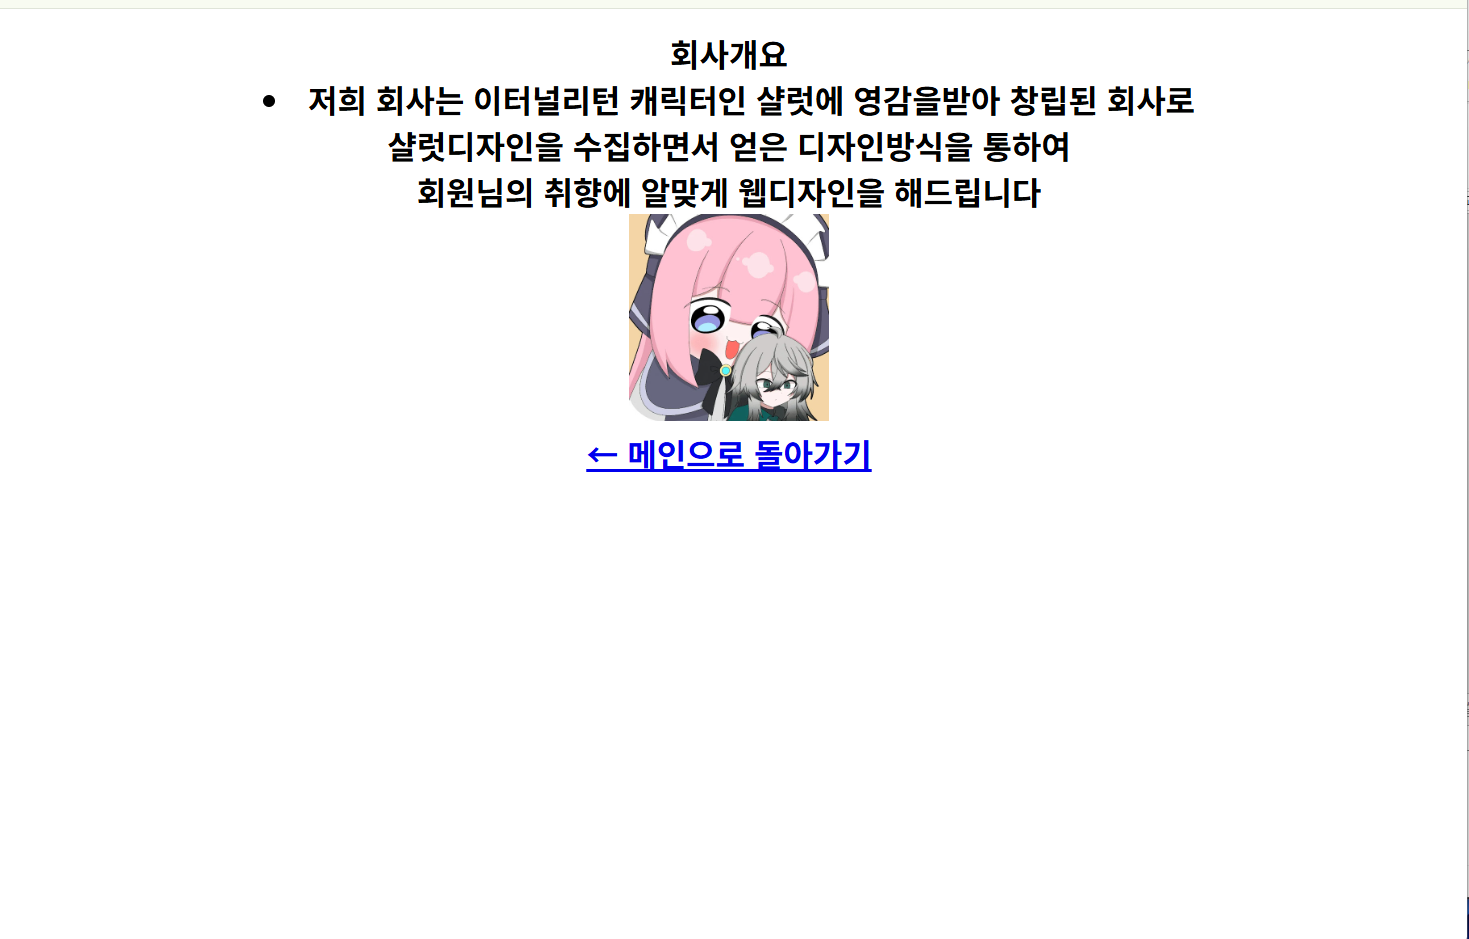 회사개요
• 저희 회사는 이터널리턴 캐릭터인 샬럿에 영감을받아 창립된 회사로
샬럿디자인을 수집하면서 얻은 디자인방식을 통하여
회원님의 취향에 알맞게 웹디자인을 해드립니다
← 메인으로 돌아가기